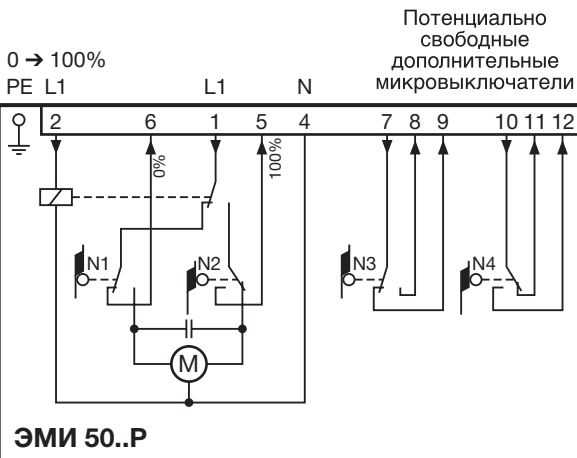 Потенциально
свободные
дополнительные
микровыключатели
0 → 100%
PE L1 L1 N
2 6 1 5 4 7 8 9 10 11 12
0% 100%
N1 N2 N3 N4
M
ЭМИ 50..Р